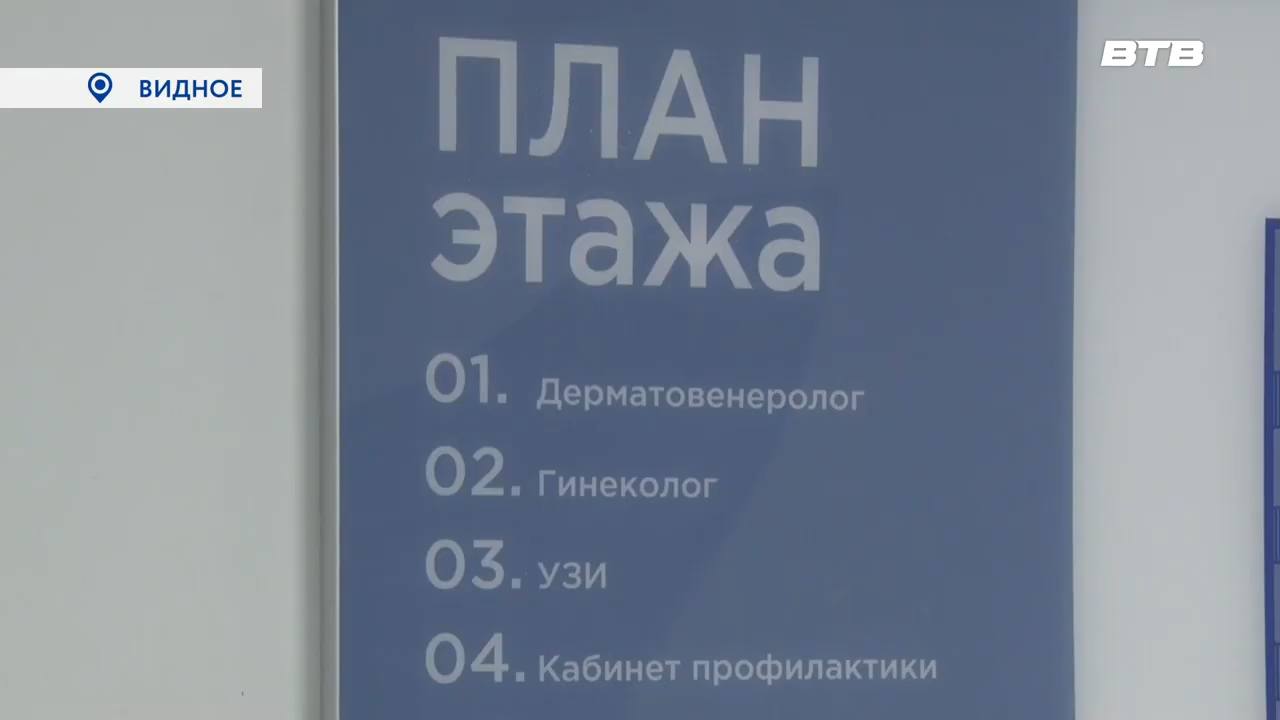 ВИДНОЕ
ВТВ
ПЛАН
этажа
01. Дерматовенеролог
02. Гинеколог
03. УЗИ
04. Кабинет профилактики